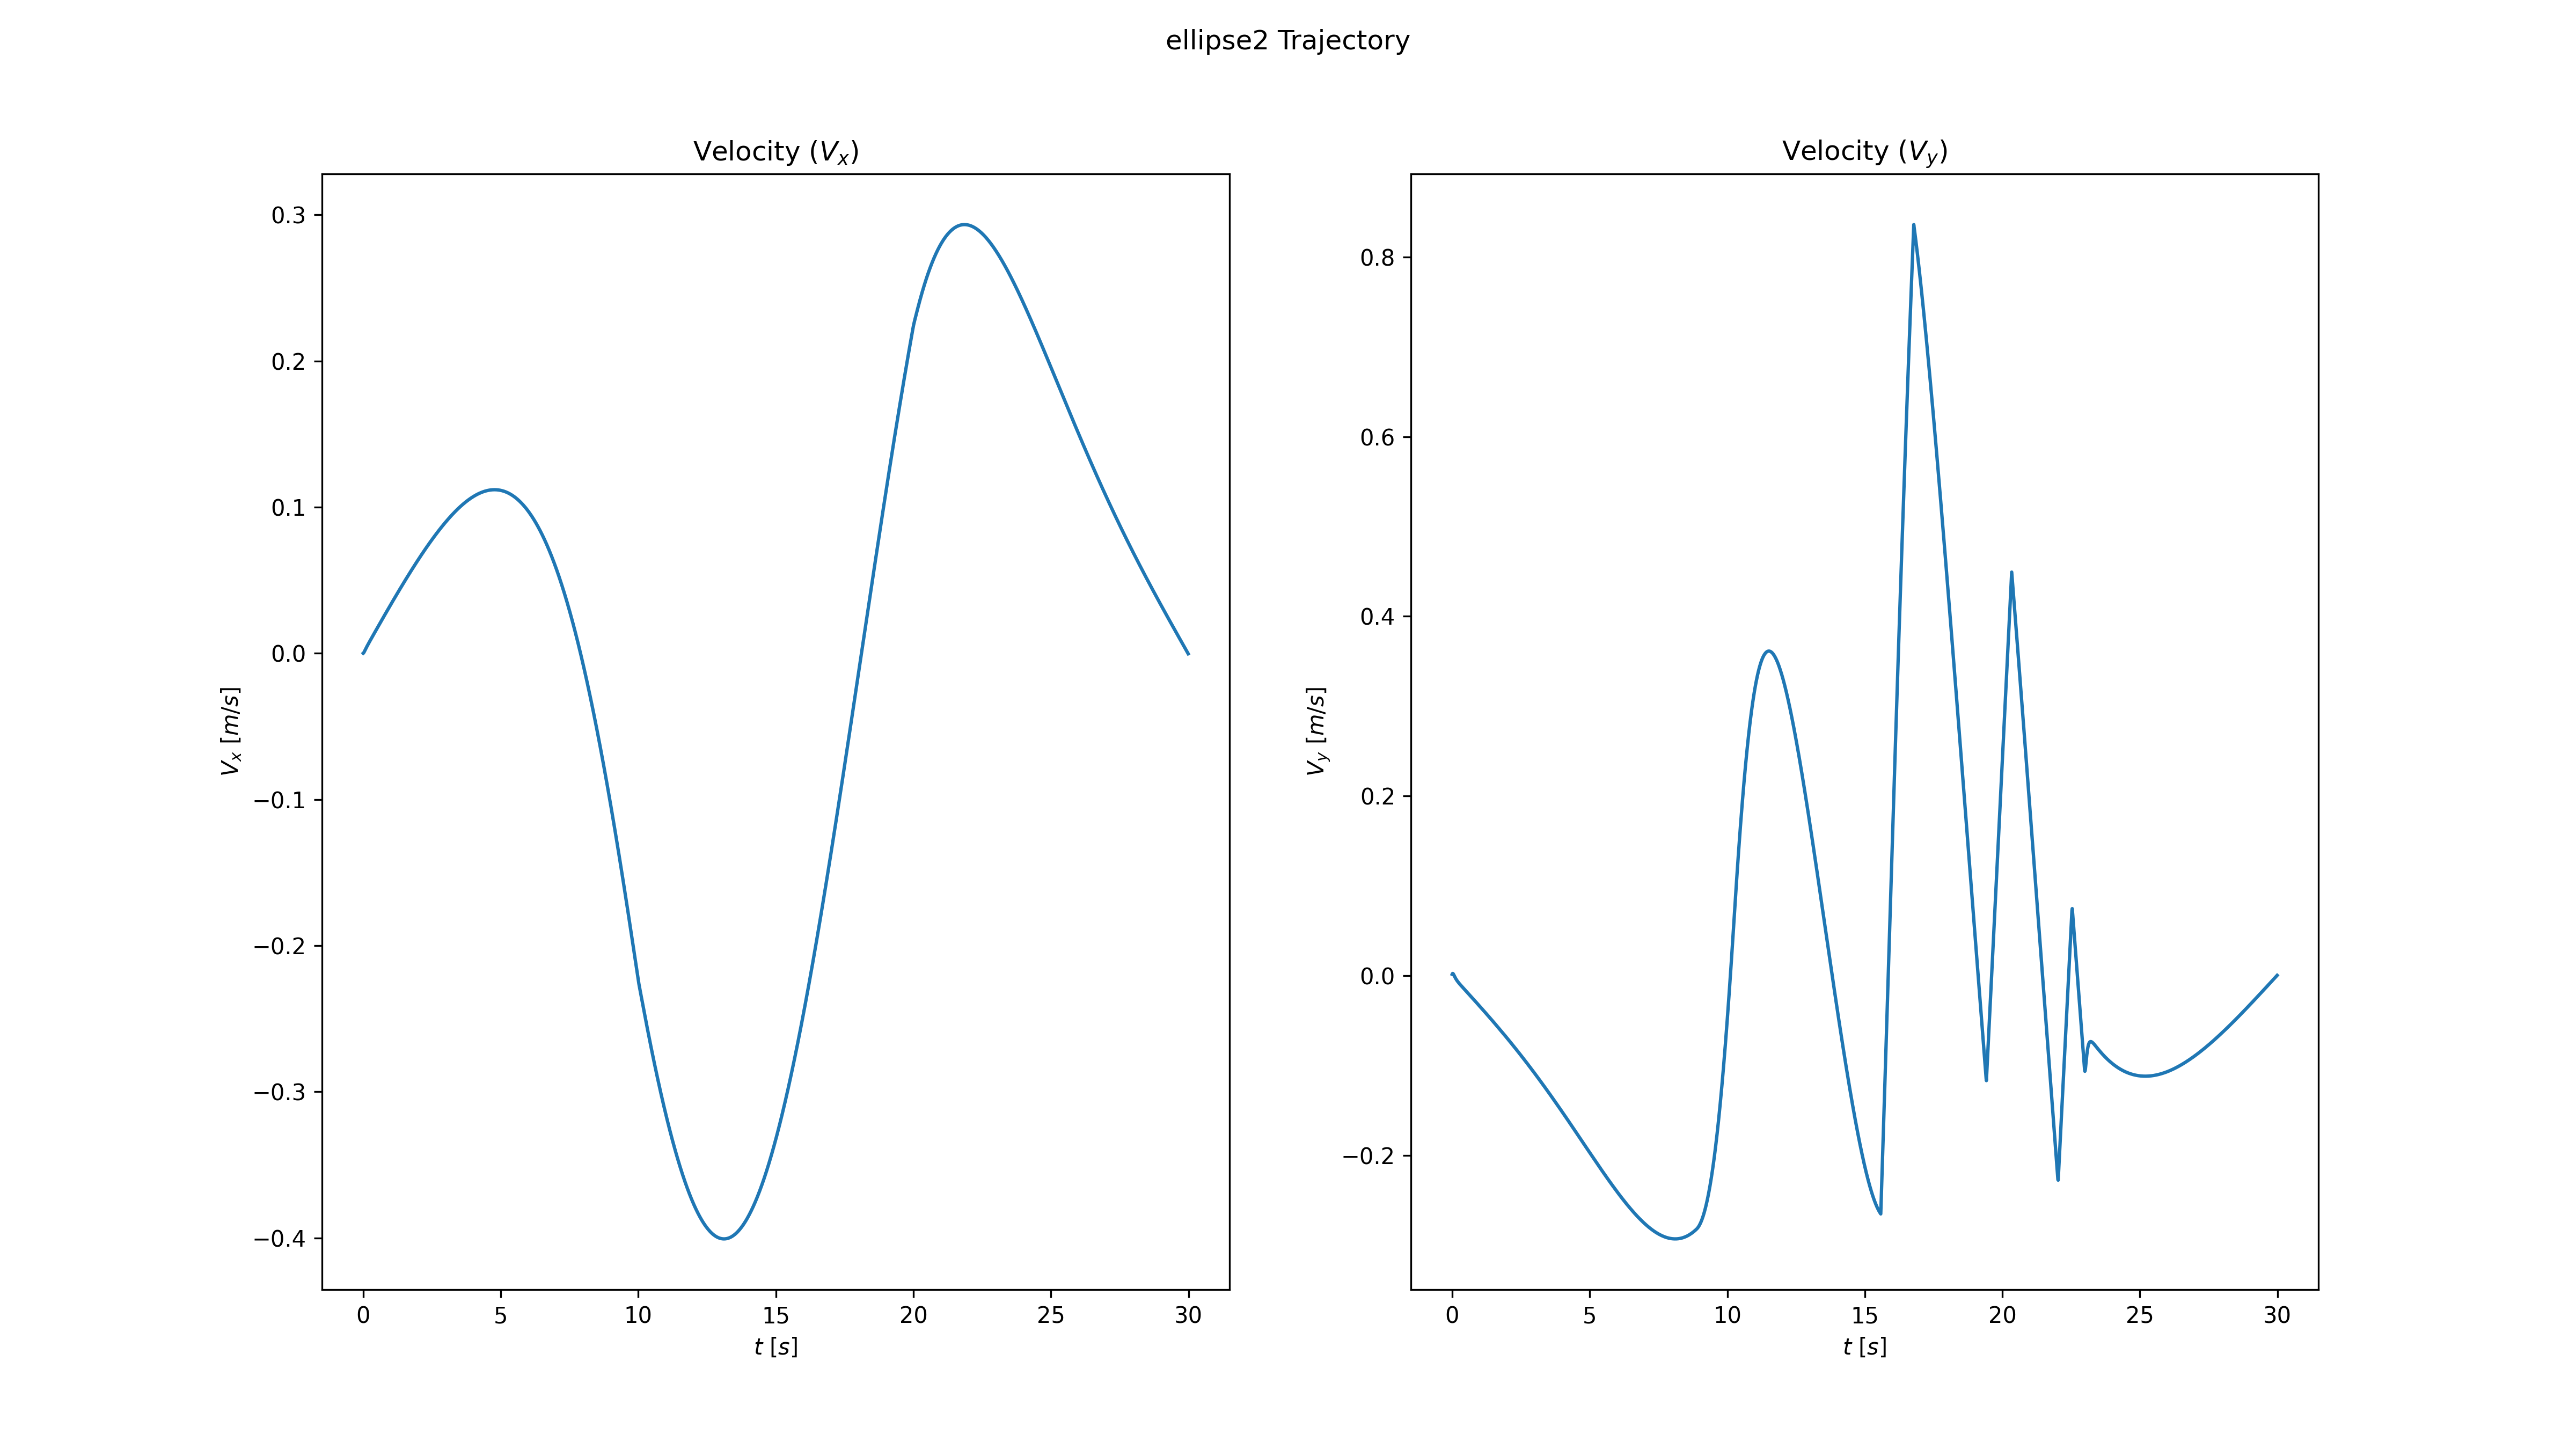 ellipse2 Trajectory
Velocity (Vx)
0.3
0.2
0.1
0.0
−0.1
−0.2
−0.3
−0.4
Vx [m/s]
0 5 10 15 20 25 30
t [s]
Velocity (Vy)
0.8
0.6
0.4
0.2
0.0
−0.2
Vy [m/s]
0 5 10 15 20 25 30
t [s]